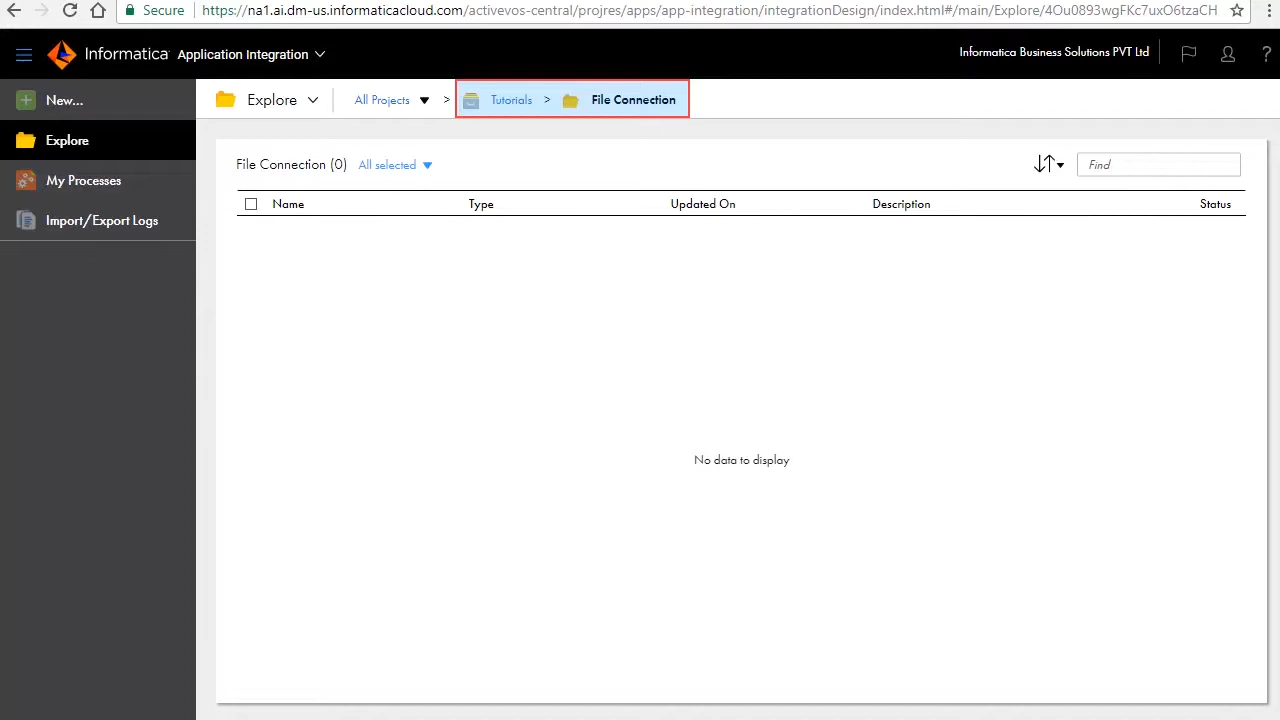 Secure https://na1.ai.dm-us.informaticacloud.com/activevos-central/projres/apps/app-integration/integrationDesign/index.html#/main/Explore/4Ou0893wgFKc7uxO6tzaCH
Informatica Application Integration Informatica Business Solutions PVT Ltd ?
New... Explore All Projects > Tutorials > File Connection
Explore
My Processes
Import/Export Logs
File Connection (0) All selected Find
Name Type Updated On Description Status
No data to display